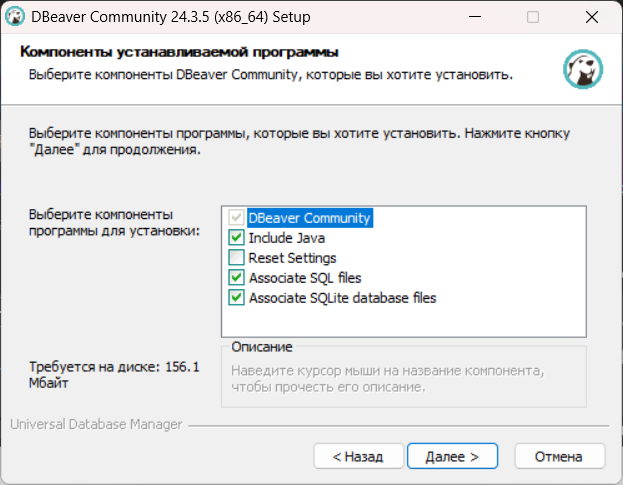 DBeaver Community 24.3.5 (x86_64) Setup
Компоненты устанавливаемой программы
Выберите компоненты DBeaver Community, которые вы хотите установить.
Выберите компоненты программы, которые вы хотите установить. Нажмите кнопку
"Далее" для продолжения.
Выберите компоненты
программы для установки:
DBeaver Community
Include Java
Reset Settings
Associate SQL files
Associate SQLite database files
Требуется на диске: 156.1
Мбайт
Описание
Наведите курсор мыши на название компонента,
чтобы прочесть его описание.
Universal Database Manager
< Назад
Далее >
Отмена